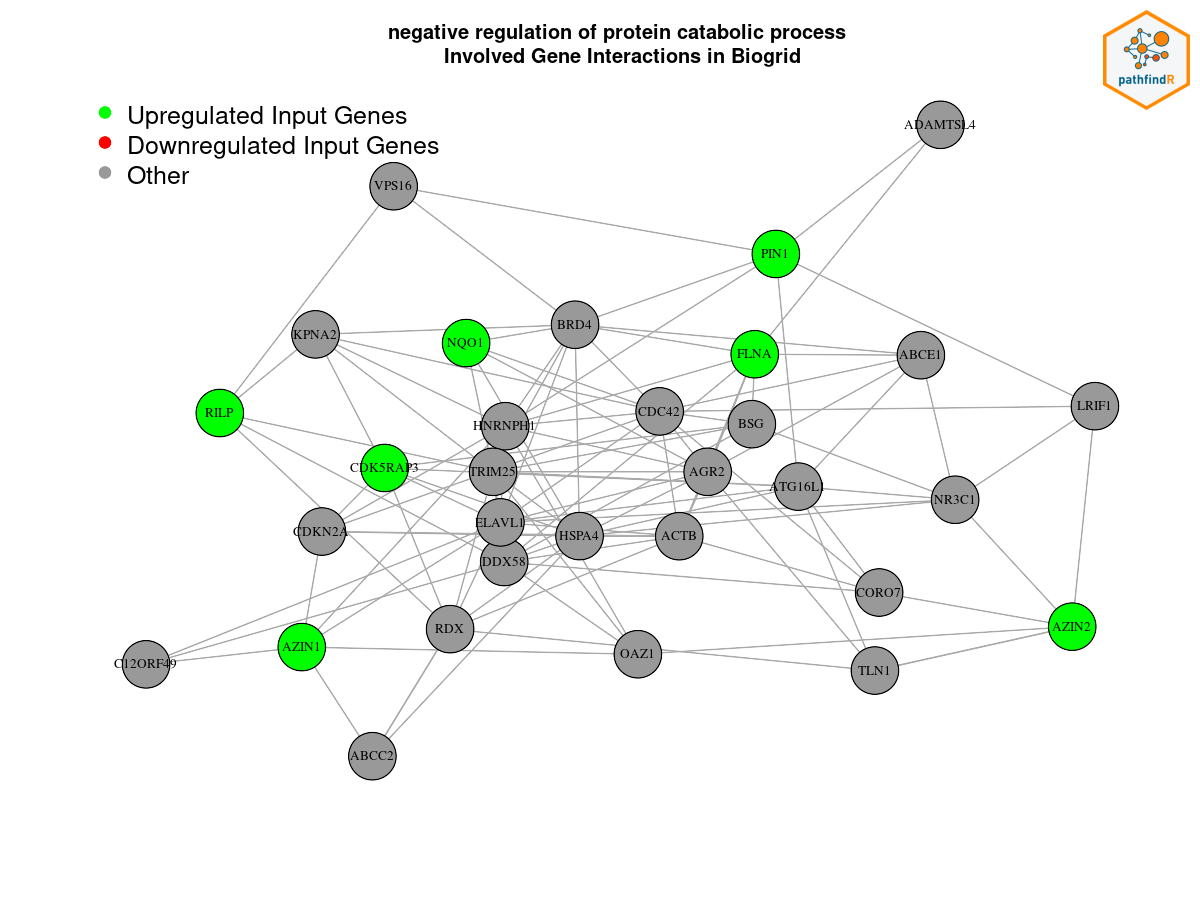 negative regulation of protein catabolic process
Involved Gene Interactions in Biogrid
pathfindR
Upregulated Input Genes
Downregulated Input Genes
Other
ADAMTSL4
VPS16
PIN1
BRD4
KPNA2
NQO1
FLNA
ABCE1
RILP
LRIF1
CDC42
BSG
HNRNPH1
CDK5RAP3
TRIM25
AGR2
ATG16L1
NR3C1
CDKN2A
ELAVL1
HSPA4
ACTB
DDX58
CORO7
RDX
AZIN2
AZIN1
OAZ1
C12ORF49
TLN1
ABCC2